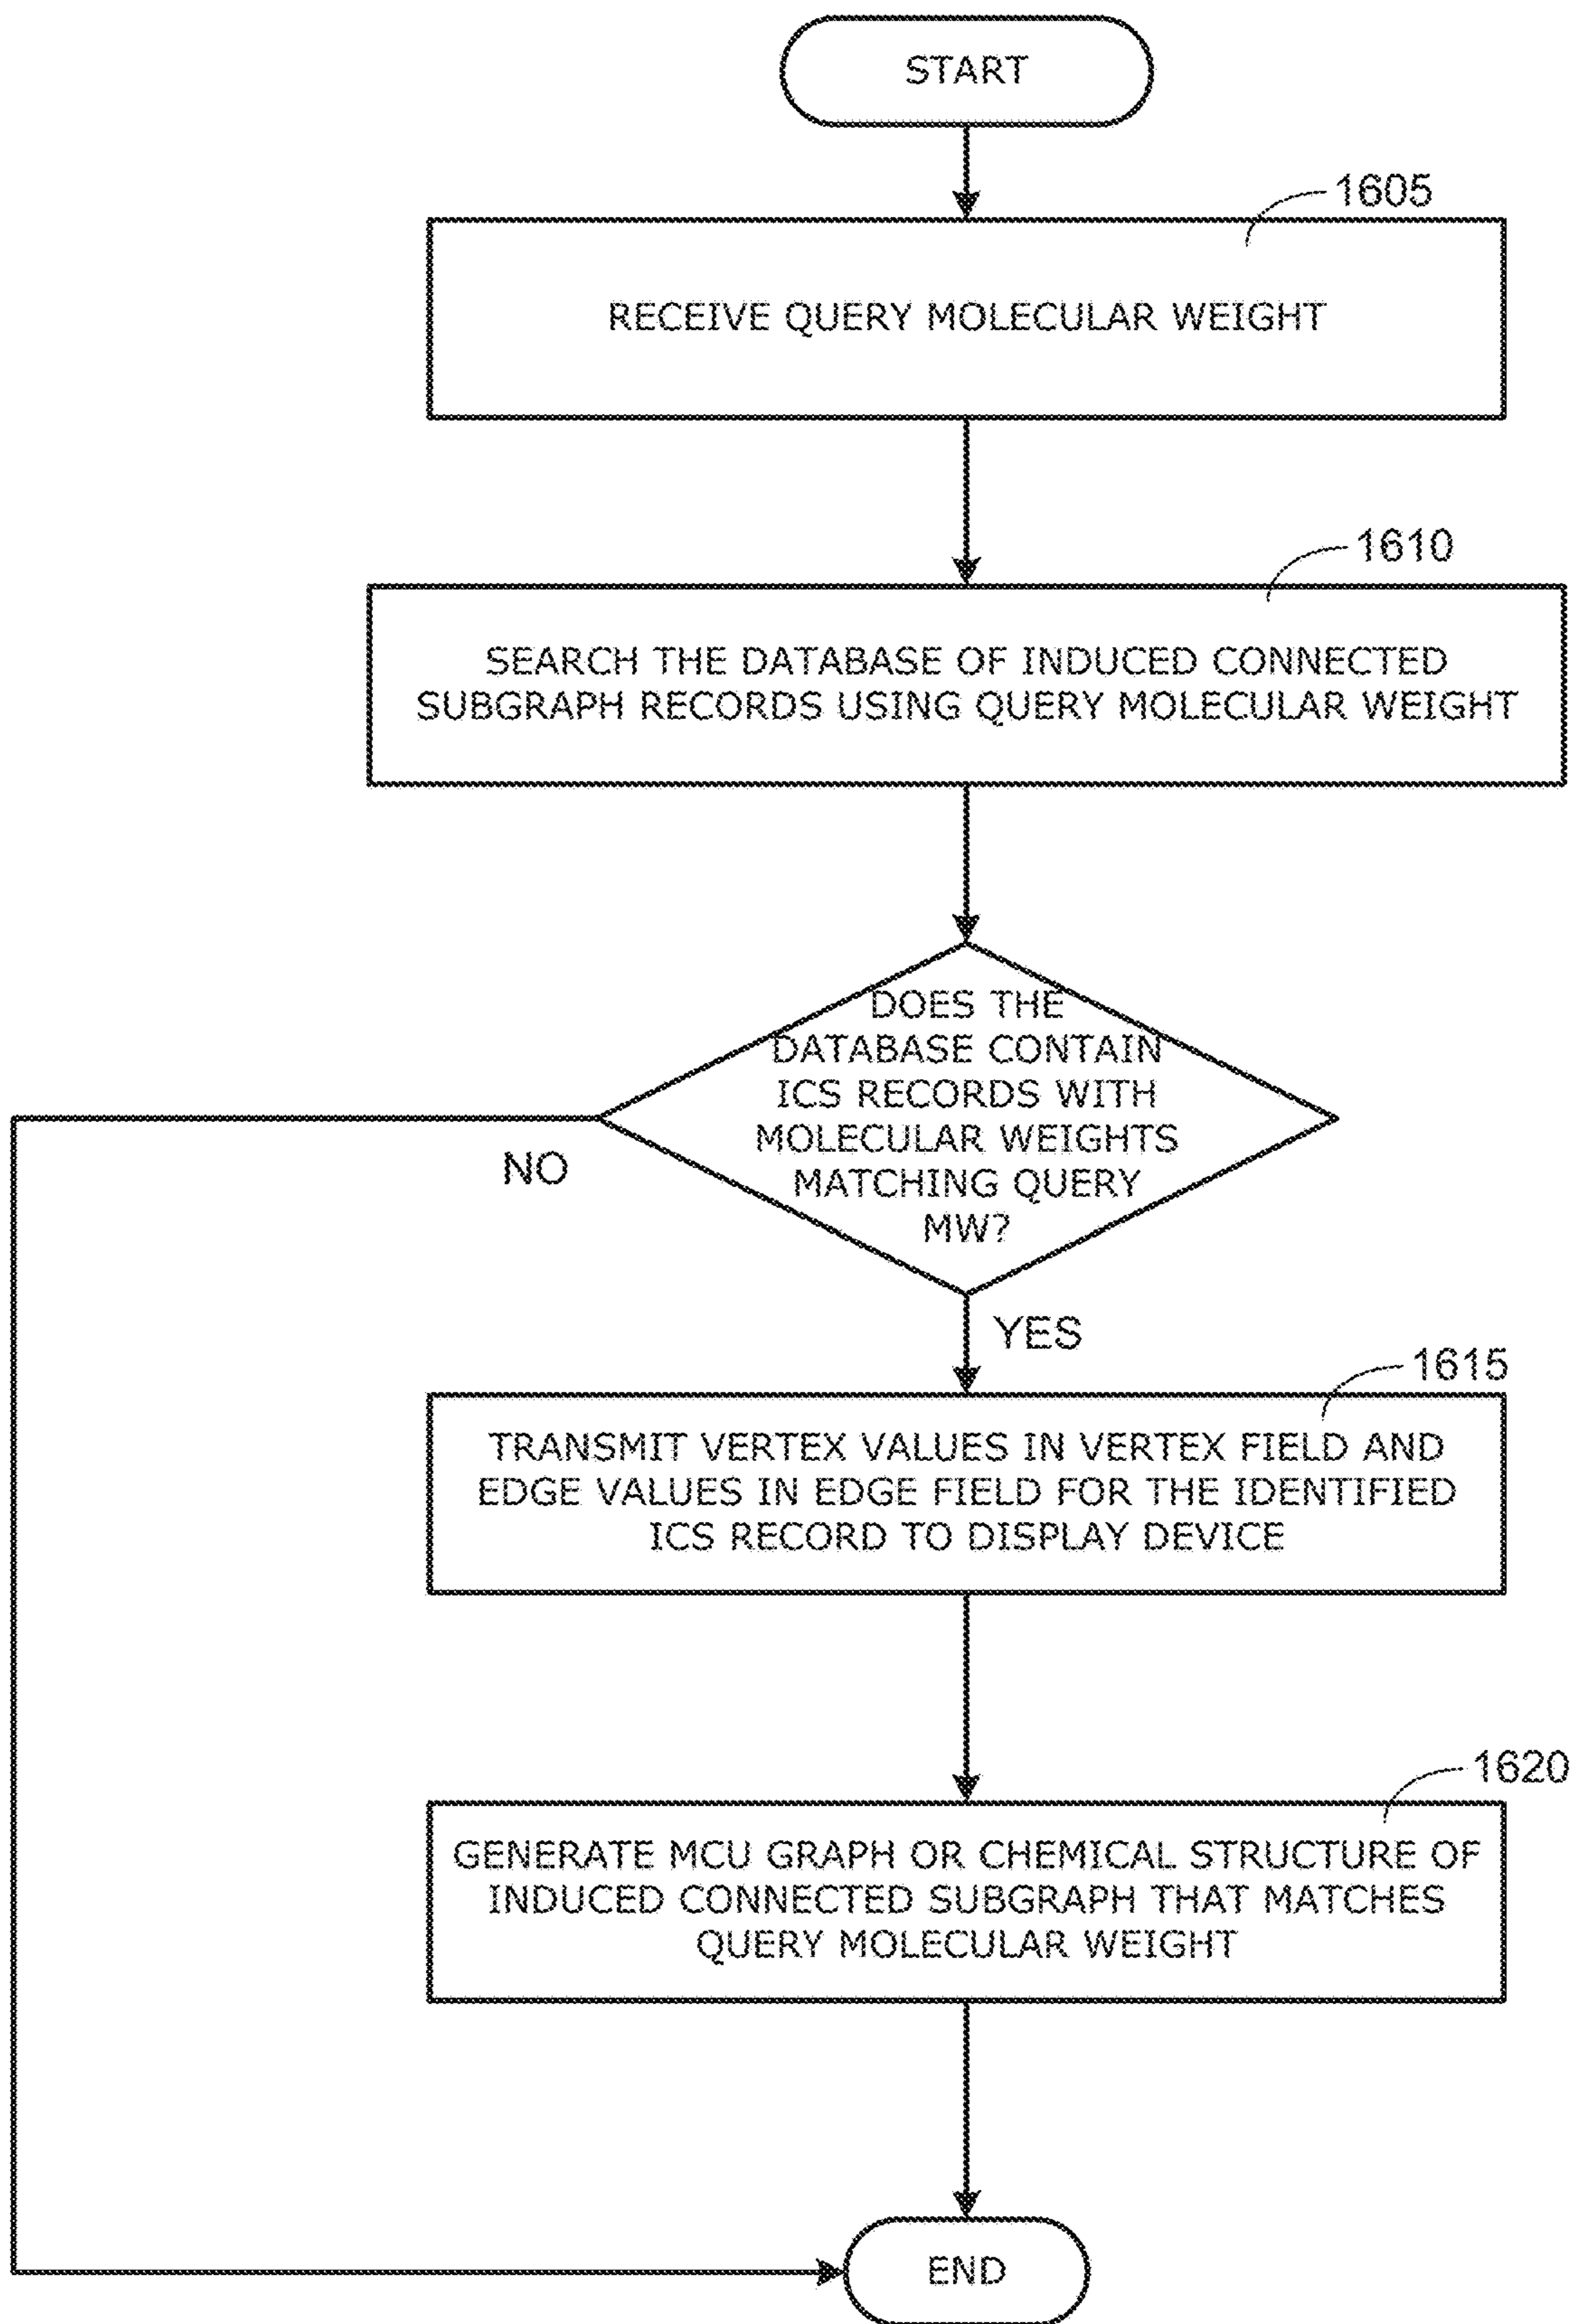 START
1605
RECEIVE QUERY MOLECULAR WEIGHT
1610
SEARCH THE DATABASE OF INDUCED CONNECTED
SUBGRAPH RECORDS USING QUERY MOLECULAR WEIGHT
DOES THE
DATABASE CONTAIN
ICS RECORDS WITH
MOLECULAR WEIGHTS
MATCHING QUERY
MW?
NO
YES
1615
TRANSMIT VERTEX VALUES IN VERTEX FIELD AND
EDGE VALUES IN EDGE FIELD FOR THE IDENTIFIED
ICS RECORD TO DISPLAY DEVICE
1620
GENERATE MCU GRAPH OR CHEMICAL STRUCTURE OF
INDUCED CONNECTED SUBGRAPH THAT MATCHES
QUERY MOLECULAR WEIGHT
END